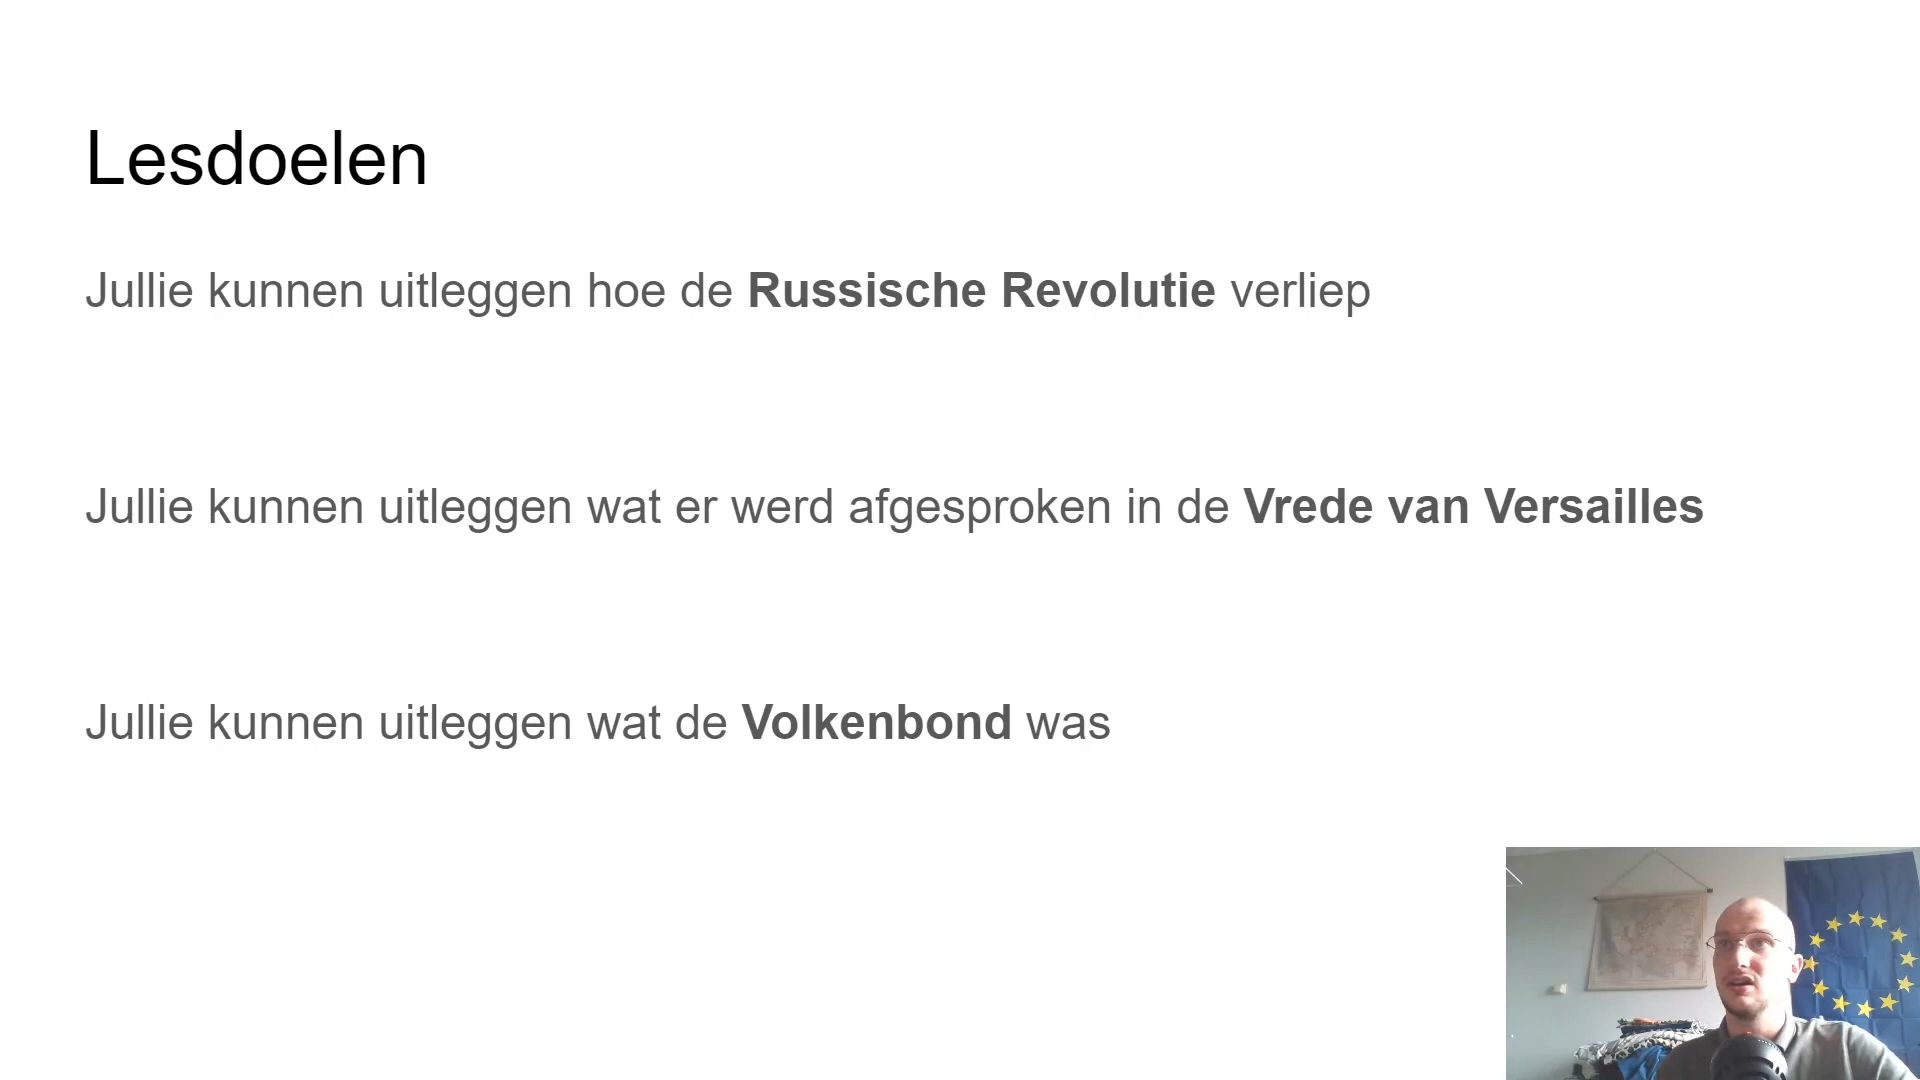 Lesdoelen
Jullie kunnen uitleggen hoe de Russische Revolutie verliep
Jullie kunnen uitleggen wat er werd afgesproken in de Vrede van Versailles
Jullie kunnen uitleggen wat de Volkenbond was